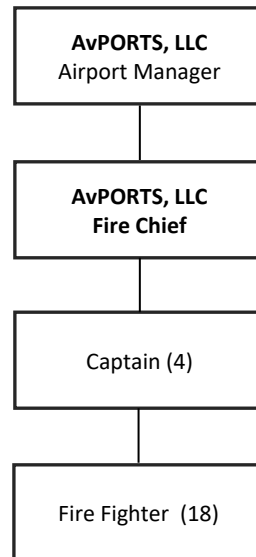 AvPORTS, LLC
Airport Manager
AvPORTS, LLC
Fire Chief
Captain (4)
Fire Fighter (18)